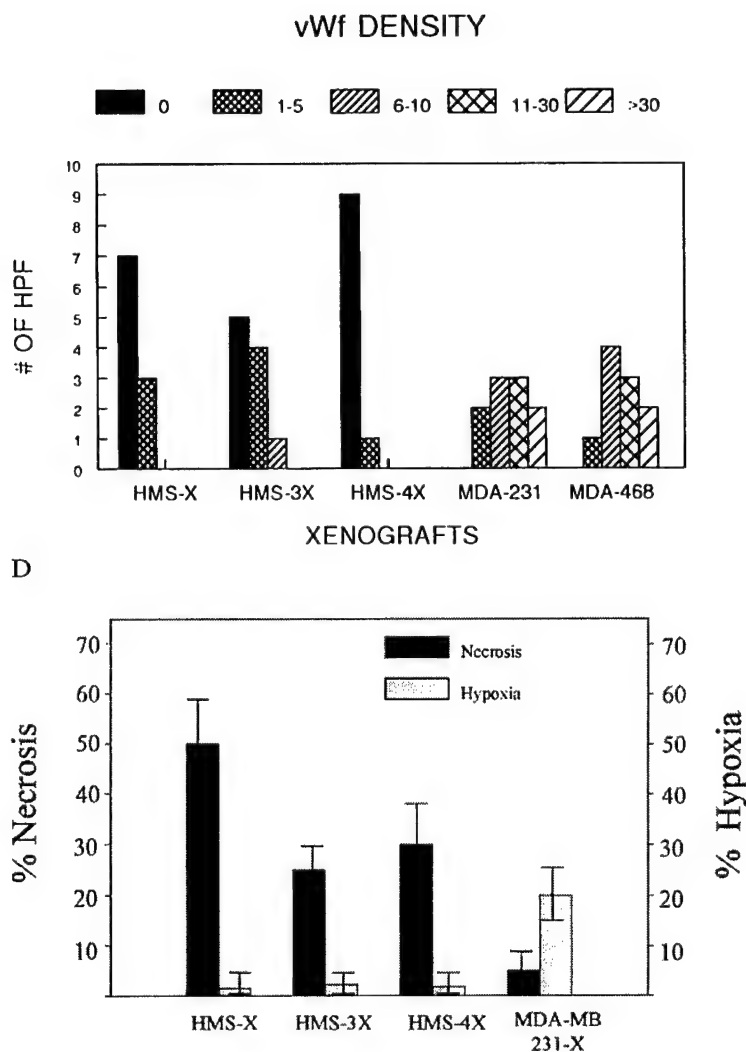 vWf DENSITY
0 1-5 6-10 11-30 >30
10
9
8
7
6
5
4
3
2
1
0
# OF HPF
HMS-X HMS-3X HMS-4X MDA-231 MDA-468
XENOGRAFTS
D
70
60
50
40
30
20
10
% Necrosis
Necrosis
Hypoxia
70
60
50
40
30
20
10
% Hypoxia
HMS-X HMS-3X HMS-4X MDA-MB
231-X